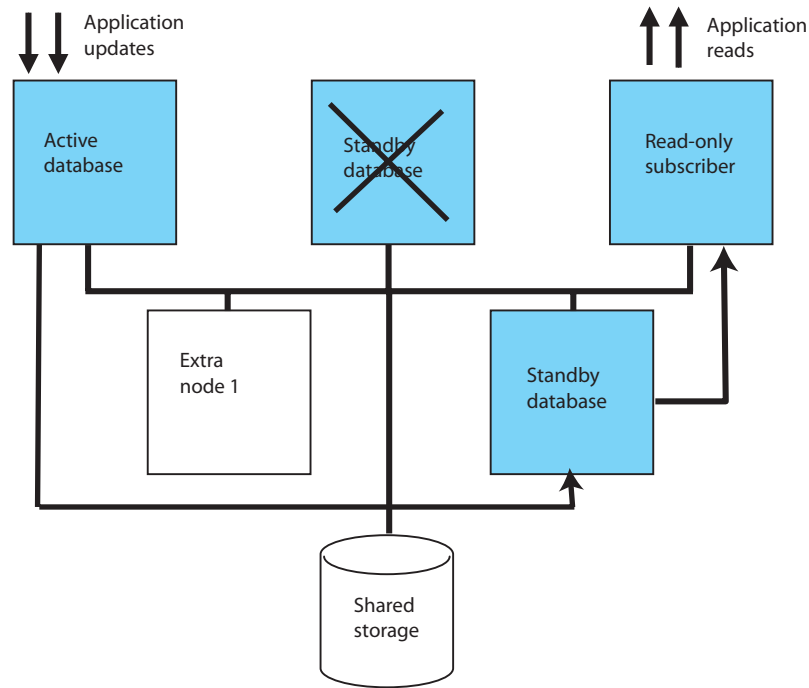 Application
updates
Application
reads
Active
database
Standby
database
Read-only
subscriber
Extra
node 1
Standby
database
Shared
storage